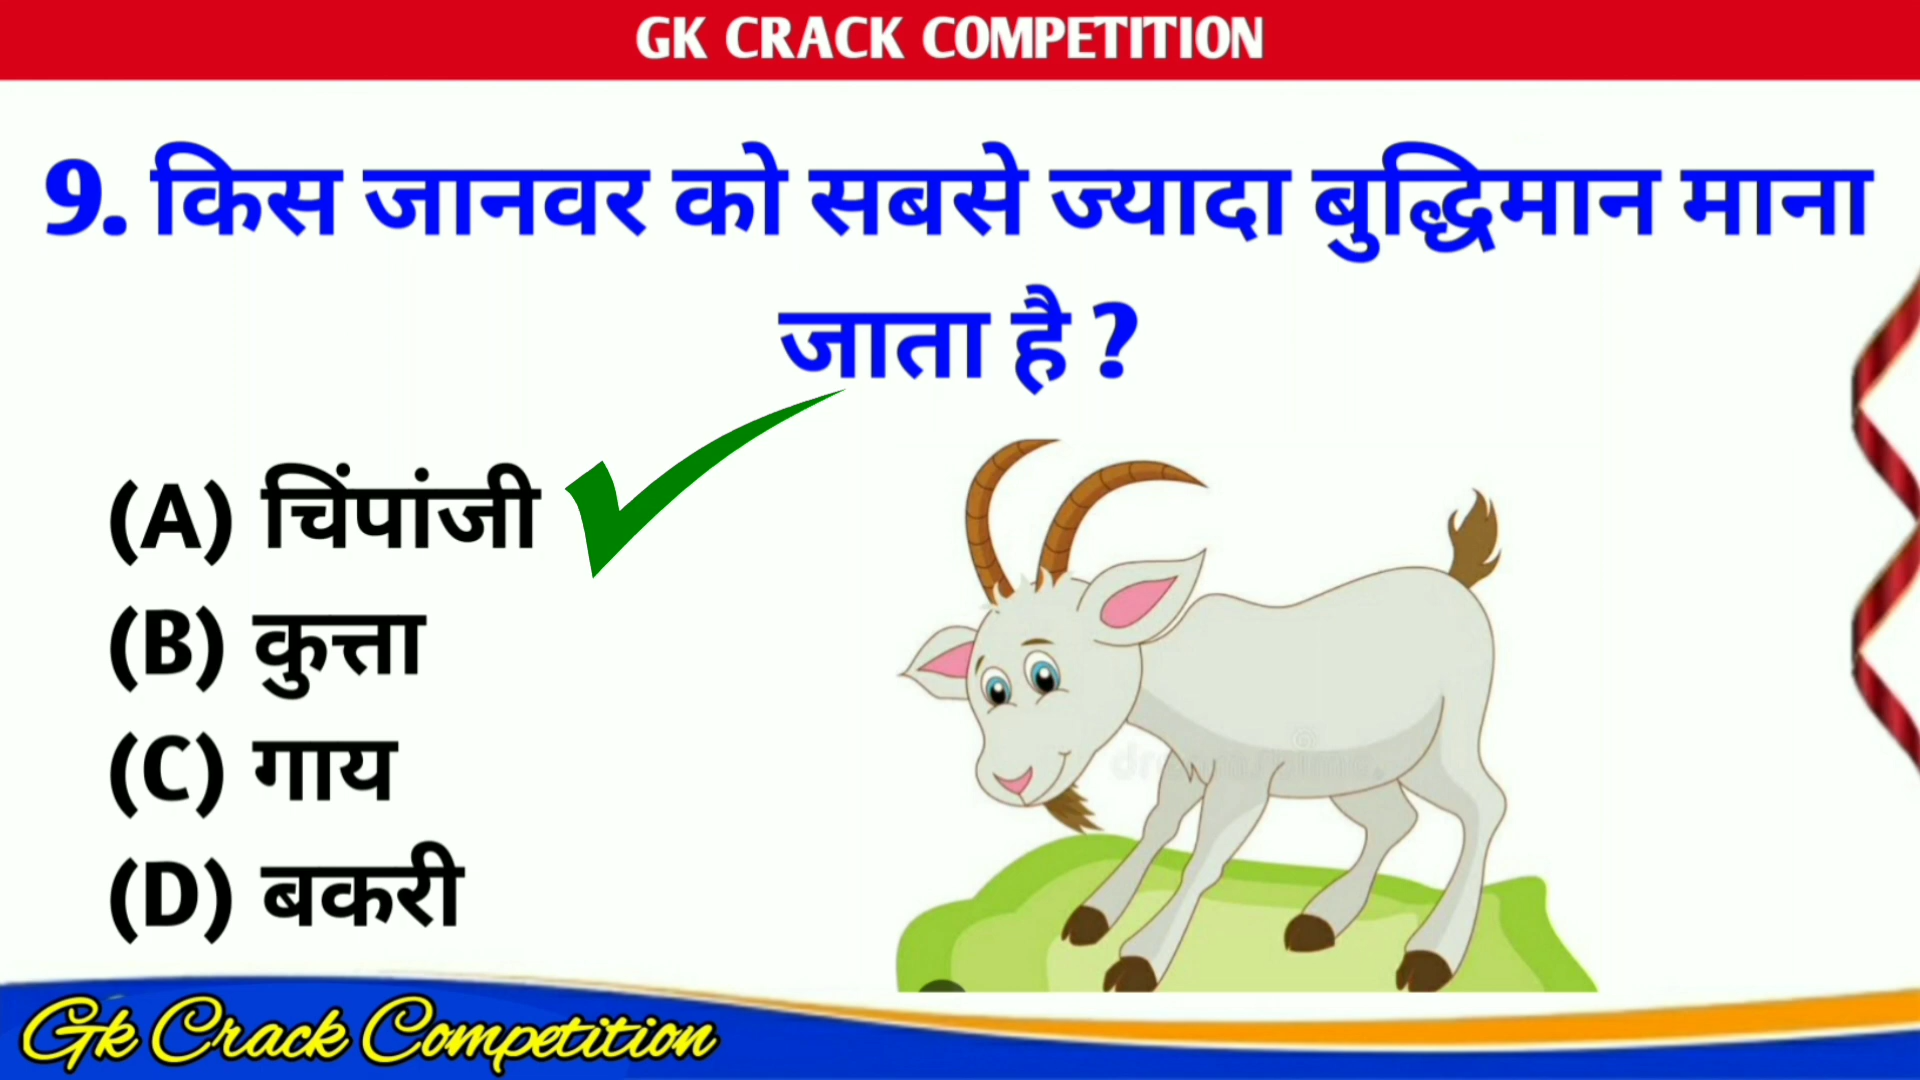 GK CRACK COMPETITION
9. किस जानवर को सबसे ज्यादा बुद्धिमान माना
जाता है ?
(A) चिंपांजी
(B) कुत्ता
(C) गाय
(D) बकरी
Gk Crack Competition